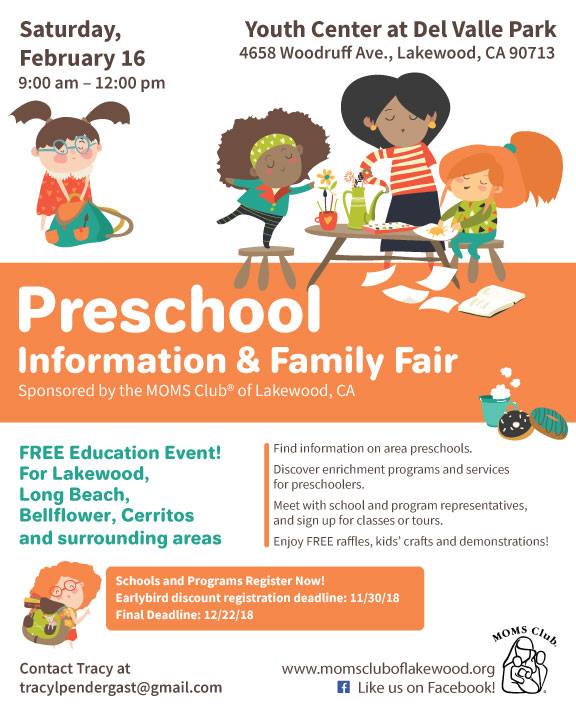 Saturday,
February 16
9:00 am – 12:00 pm
Youth Center at Del Valle Park
4658 Woodruff Ave., Lakewood, CA 90713
Preschool
Information & Family Fair
Sponsored by the MOMS Club® of Lakewood, CA
FREE Education Event!
For Lakewood,
Long Beach,
Bellflower, Cerritos
and surrounding areas
Find information on area preschools.
Discover enrichment programs and services
for preschoolers.
Meet with school and program representatives,
and sign up for classes or tours.
Enjoy FREE raffles, kids’ crafts and demonstrations!
Schools and Programs Register Now!
Earlybird discount registration deadline: 11/30/18
Final Deadline: 12/22/18
Contact Tracy at
tracylpendergast@gmail.com
www.momscluboflakewood.org
f Like us on Facebook!
MOMS Club®